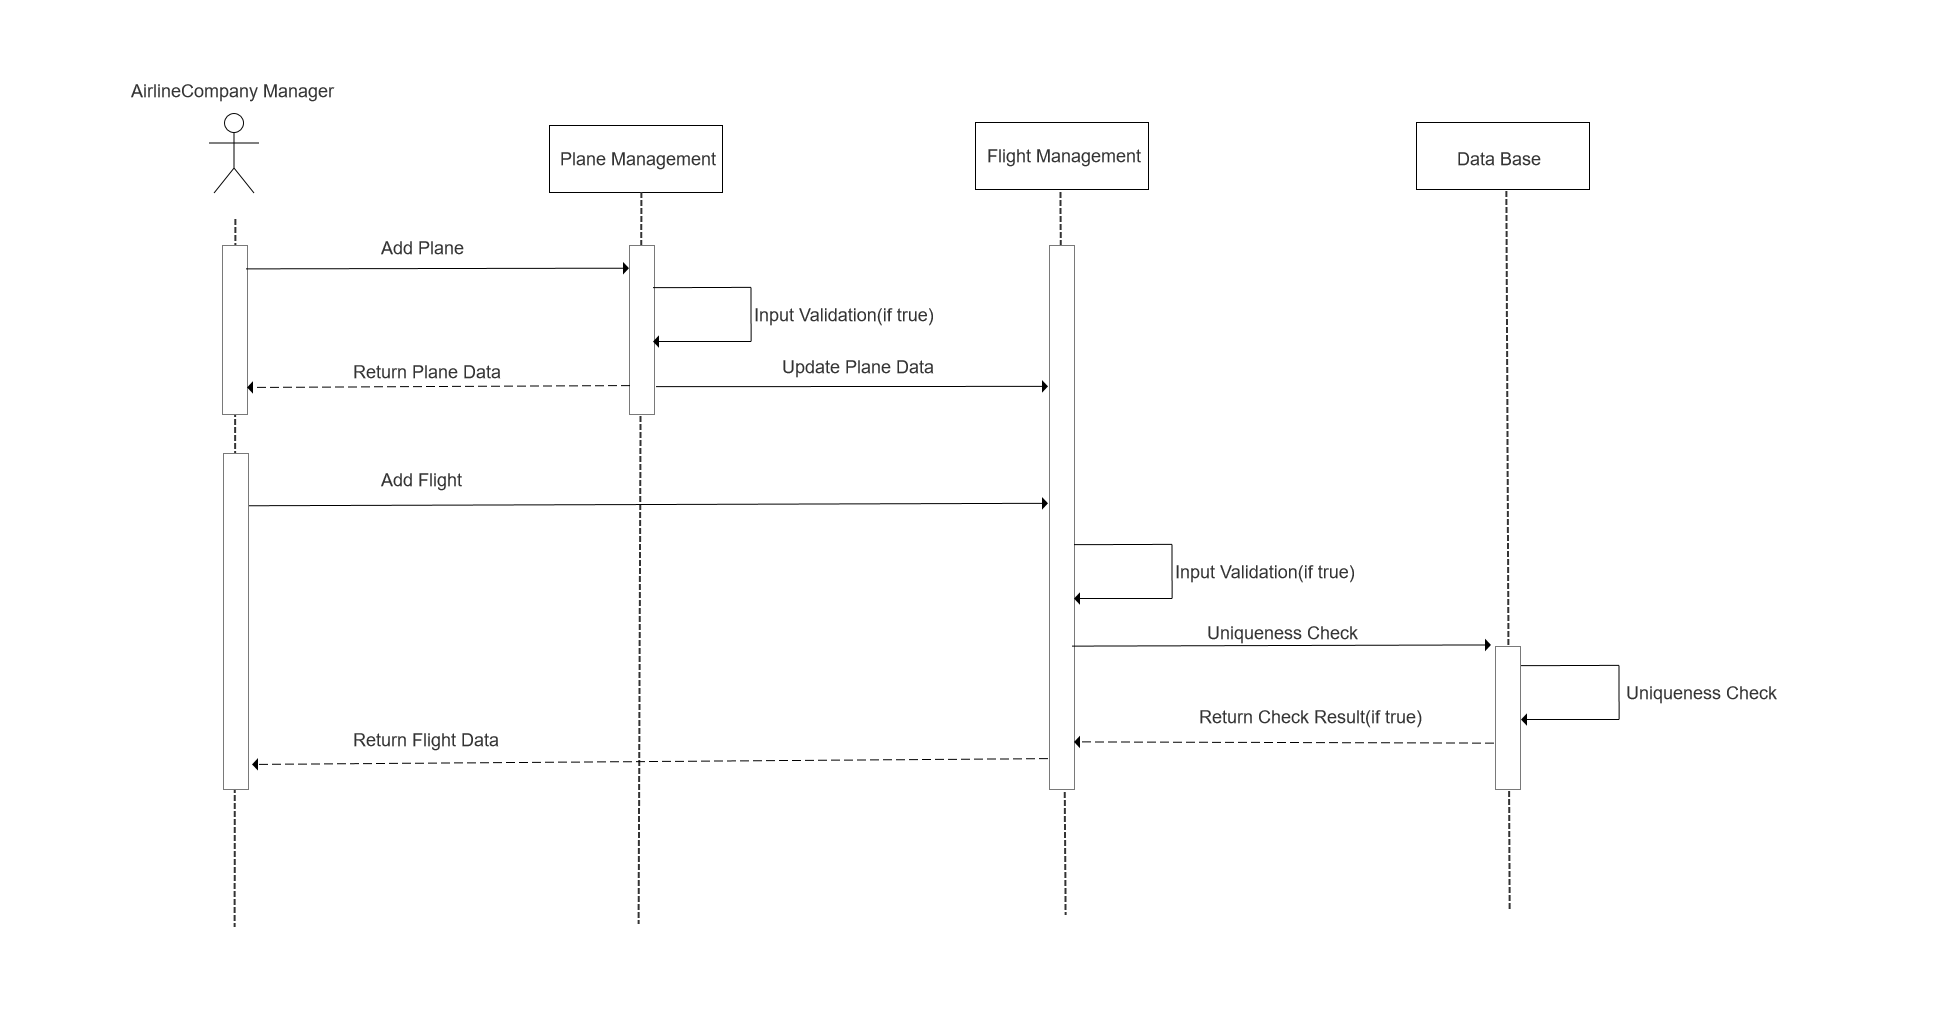 AirlineCompany Manager
Plane Management
Flight Management
Data Base
Add Plane
Input Validation(if true)
Return Plane Data
Update Plane Data
Add Flight
Input Validation(if true)
Uniqueness Check
Uniqueness Check
Return Check Result(if true)
Return Flight Data